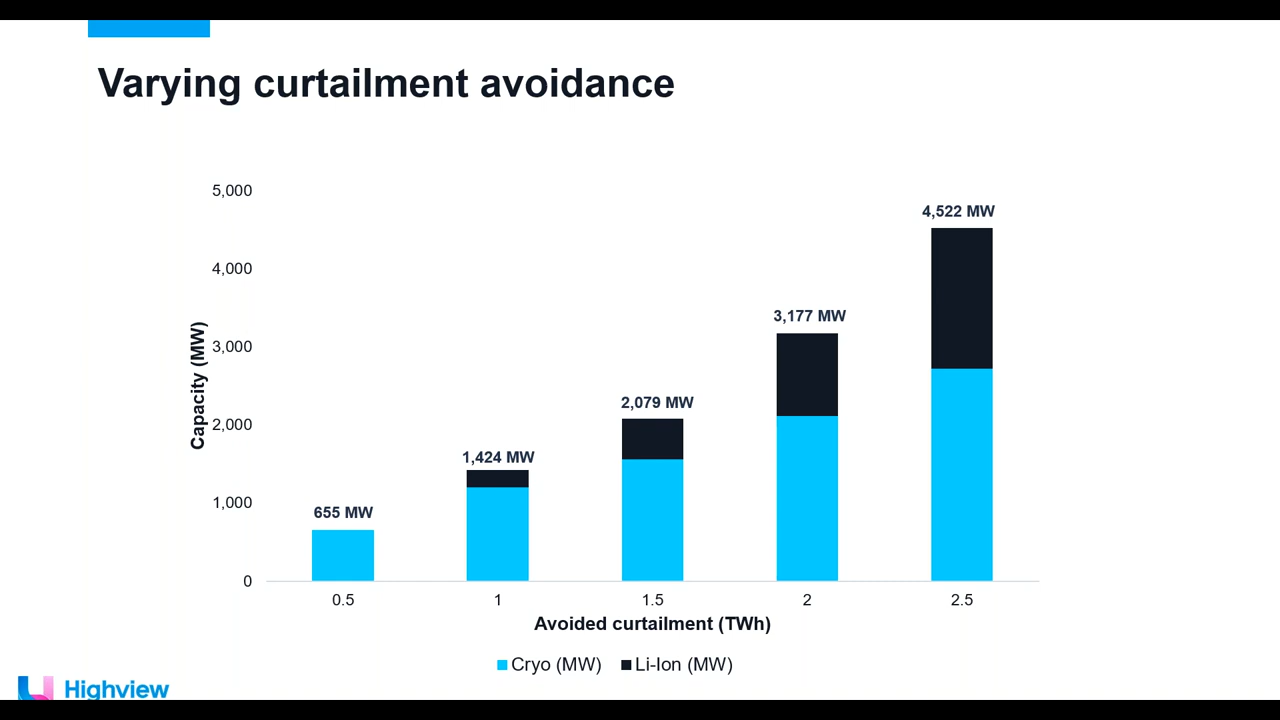 Varying curtailment avoidance
5,000
4,000
3,000
2,000
1,000
0
Capacity (MW)
655 MW
1,424 MW
2,079 MW
3,177 MW
4,522 MW
0.5
1
1.5
2
2.5
Avoided curtailment (TWh)
Cryo (MW)
Li-Ion (MW)
Highview